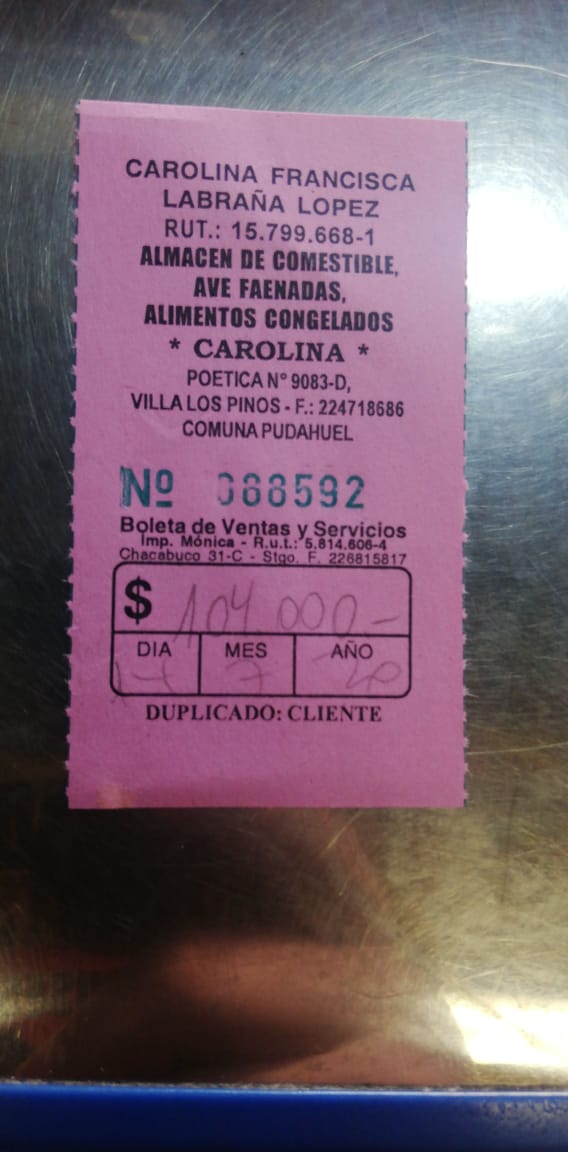 CAROLINA FRANCISCA
LABRAÑA LOPEZ
RUT.: 15.799.668-1
ALMACEN DE COMESTIBLE,
AVE FAENADAS,
ALIMENTOS CONGELADOS
* CAROLINA *
POETICA N° 9083-D,
VILLA LOS PINOS - F.: 224718686
COMUNA PUDAHUEL
Nº 088592
Boleta de Ventas y Servicios
Imp. Mónica - R.u.t.: 5.814.606-4
Chacabuco 31-C - Stgo. F. 226815817
$ 104.000.-
DIA MES AÑO
7 20
DUPLICADO: CLIENTE